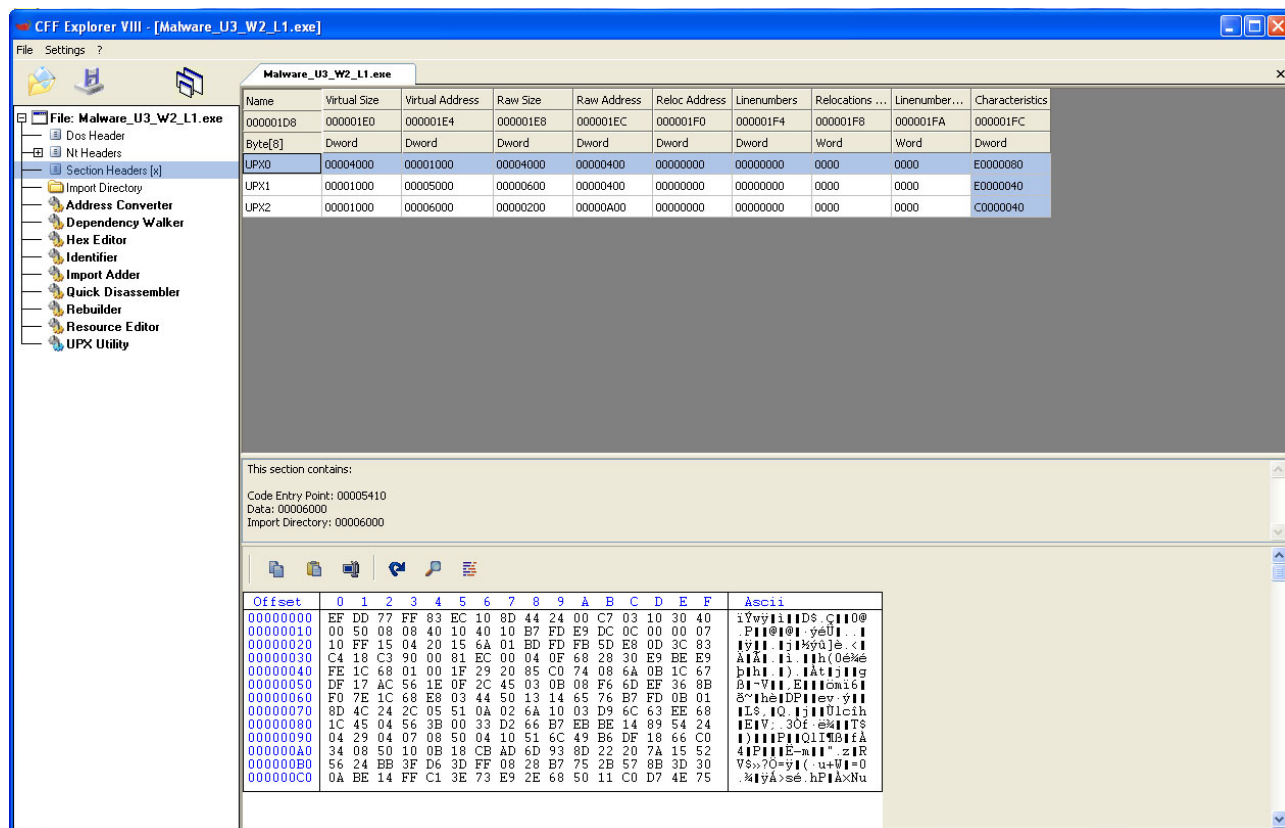 CFF Explorer VIII - [Malware_U3_W2_L1.exe]
File Settings ?
Malware_U3_W2_L1.exe
File: Malware_U3_W2_L1.exe
Dos Header
Nt Headers
Section Headers [x]
Import Directory
Address Converter
Dependency Walker
Hex Editor
Identifier
Import Adder
Quick Disassembler
Rebuilder
Resource Editor
UPX Utility
Name Virtual Size Virtual Address Raw Size Raw Address Reloc Address Linenumbers Relocations ... Linenumber... Characteristics
000001D8 000001E0 000001E4 000001E8 000001EC 000001F0 000001F4 000001F8 000001FA 000001FC
Byte[8] Dword Dword Dword Dword Dword Dword Word Word Dword
UPX0 00004000 00001000 00004000 00000400 00000000 00000000 0000 0000 E0000080
UPX1 00001000 00005000 00000600 00000400 00000000 00000000 0000 0000 E0000040
UPX2 00001000 00006000 00000200 00000A00 00000000 00000000 0000 0000 C0000040
This section contains:
Code Entry Point: 00005410
Data: 00006000
Import Directory: 00006000
Offset 0 1 2 3 4 5 6 7 8 9 A B C D E F Ascii
00000000 EF DD 77 FF 83 EC 10 8D 44 24 00 C7 03 10 30 40
00000010 00 50 08 08 40 10 40 10 B7 FD E9 DC 0C 00 00 07
00000020 10 FF 15 04 20 15 6A 01 BD FD FB 5D E8 0D 3C 83
00000030 C4 18 C3 90 00 81 EC 00 04 0F 68 28 30 E9 BE E9
00000040 FE 1C 68 01 00 1F 29 20 85 C0 74 08 6A 0B 1C 67
00000050 DF 17 AC 56 1E 0F 2C 45 03 0B 08 F6 6D EF 36 8B
00000060 F0 7E 1C 68 E8 03 44 50 13 14 65 76 B7 FD 0B 01
00000070 8D 4C 24 2C 05 51 0A 02 6A 10 03 D9 6C 63 EE 68
00000080 1C 45 04 56 3B 00 33 D2 66 B7 EB BE 14 89 54 24
00000090 04 29 04 07 08 50 04 10 51 6C 49 B6 DF 18 66 C0
000000A0 34 08 50 10 0B 18 CB AD 6D 93 8D 22 20 7A 15 52
000000B0 56 24 BB 3F D6 3D FF 08 28 B7 75 2B 57 8B 3D 30
000000C0 0A BE 14 FF C1 3E 73 E9 2E 68 50 11 C0 D7 4E 75